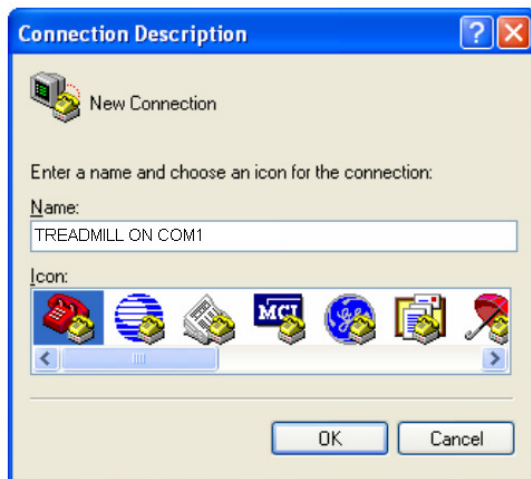 Connection Description
New Connection
Enter a name and choose an icon for the connection:
Name:
TREADMILL ON COM1
Icon:
MCI
OK
Cancel